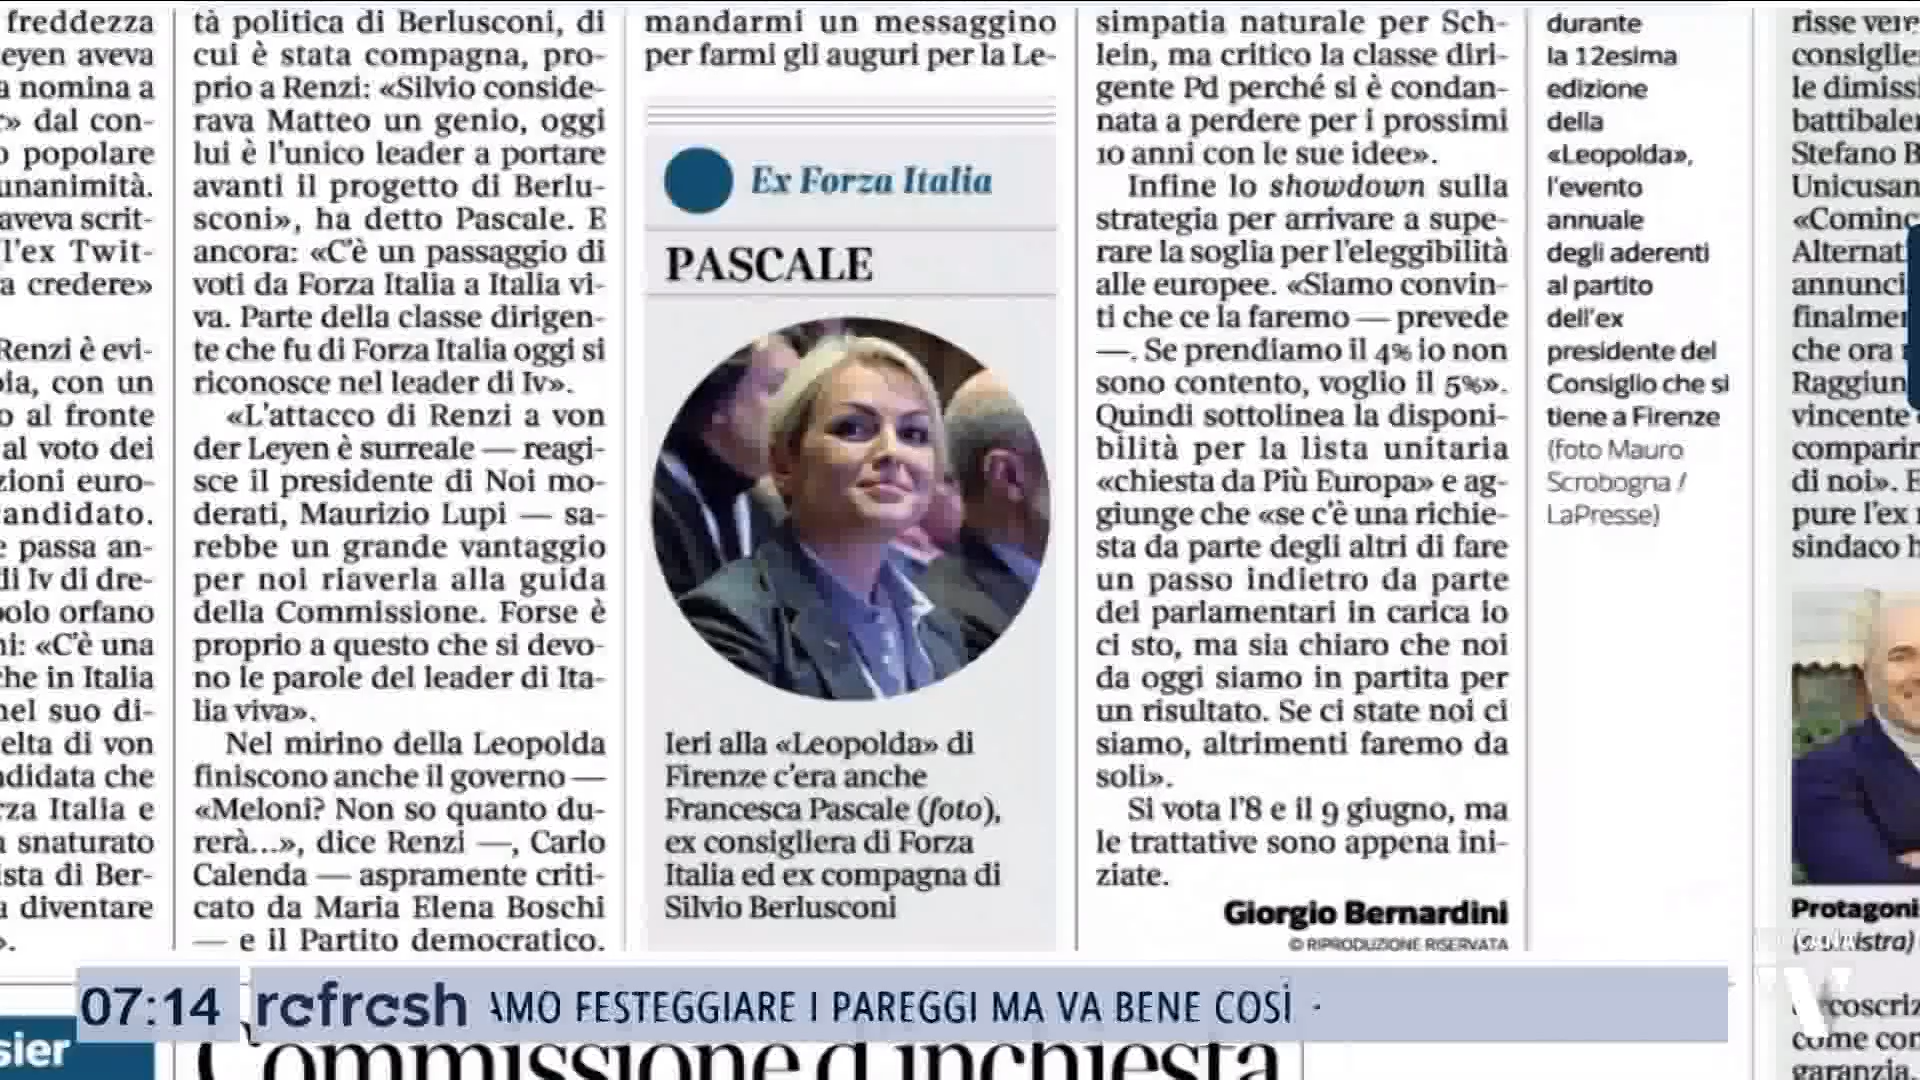 freddezza
eyen aveva
a nomina a
» dal con-
o popolare
unanimità.
aveva scrit-
l'ex Twit-
a credere»
Renzi è evi-
con un
o al fronte
al voto dei
zioni euro-
andidato.
e passa an-
di Iv di dre-
polo orfano
ni: «C'è una
che in Italia
nel suo di-
elta di von
ndidata che
rza Italia e
snaturato
ista di Ber-
a diventare
».
tà politica di Berlusconi, di
cui è stata compagna, pro-
prio a Renzi: «Silvio conside-
rava Matteo un genio, oggi
lui è l'unico leader a portare
avanti il progetto di Berlu-
sconi», ha detto Pascale. E
ancora: «C'è un passaggio di
voti da Forza Italia a Italia vi-
va. Parte della classe dirigen-
te che fu di Forza Italia oggi si
riconosce nel leader di Iv».
«L'attacco di Renzi a von
der Leyen è surreale — reagi-
sce il presidente di Noi mo-
derati, Maurizio Lupi — sa-
rebbe un grande vantaggio
per noi riaverla alla guida
della Commissione. Forse è
proprio a questo che si devo-
no le parole del leader di Ita-
lia viva».
Nel mirino della Leopolda
finiscono anche il governo —
«Meloni? Non so quanto du-
rerà...», dice Renzi —, Carlo
Calenda — aspramente criti-
cato da Maria Elena Boschi
— e il Partito democratico.
mandarmi un messaggino
per farmi gli auguri per la Le-
Ex Forza Italia
PASCALE
Ieri alla «Leopolda» di
Firenze c'era anche
Francesca Pascale (foto),
ex consigliera di Forza
Italia ed ex compagna di
Silvio Berlusconi
simpatia naturale per Sch-
lein, ma critico la classe diri-
gente Pd perché si è condan-
nata a perdere per i prossimi
10 anni con le sue idee».
Infine lo showdown sulla
strategia per arrivare a supe-
rare la soglia per l'eleggibilità
alle europee. «Siamo convin-
ti che ce la faremo — prevede
—. Se prendiamo il 4% io non
sono contento, voglio il 5%».
Quindi sottolinea la disponi-
bilità per la lista unitaria
«chiesta da Più Europa» e ag-
giunge che «se c'è una richie-
sta da parte degli altri di fare
un passo indietro da parte
dei parlamentari in carica io
ci sto, ma sia chiaro che noi
da oggi siamo in partita per
un risultato. Se ci state noi ci
siamo, altrimenti faremo da
soli».
Si vota l'8 e il 9 giugno, ma
le trattative sono appena ini-
ziate.
Giorgio Bernardini
© RIPRODUZIONE RISERVATA
durante
la 12esima
edizione
della
«Leopolda»,
l'evento
annuale
degli aderenti
al partito
dell'ex
presidente del
Consiglio che si
tiene a Firenze
(foto Mauro
Scrobogna /
LaPresse)
risse
consiglie
le dimissi
battibale
Stefano B
Unicusan
«Cominc
Alternat
annunci
finalme
che ora
Raggiun
vincente
comparir
di noi». E
pure l'ex
sindaco h
Protagoni
coscriz
come con
garanzia.
07:14 refresh AMO FESTEGGIARE I PAREGGI MA VA BENE COSÌ -
sier
Commissione d'inchiesta